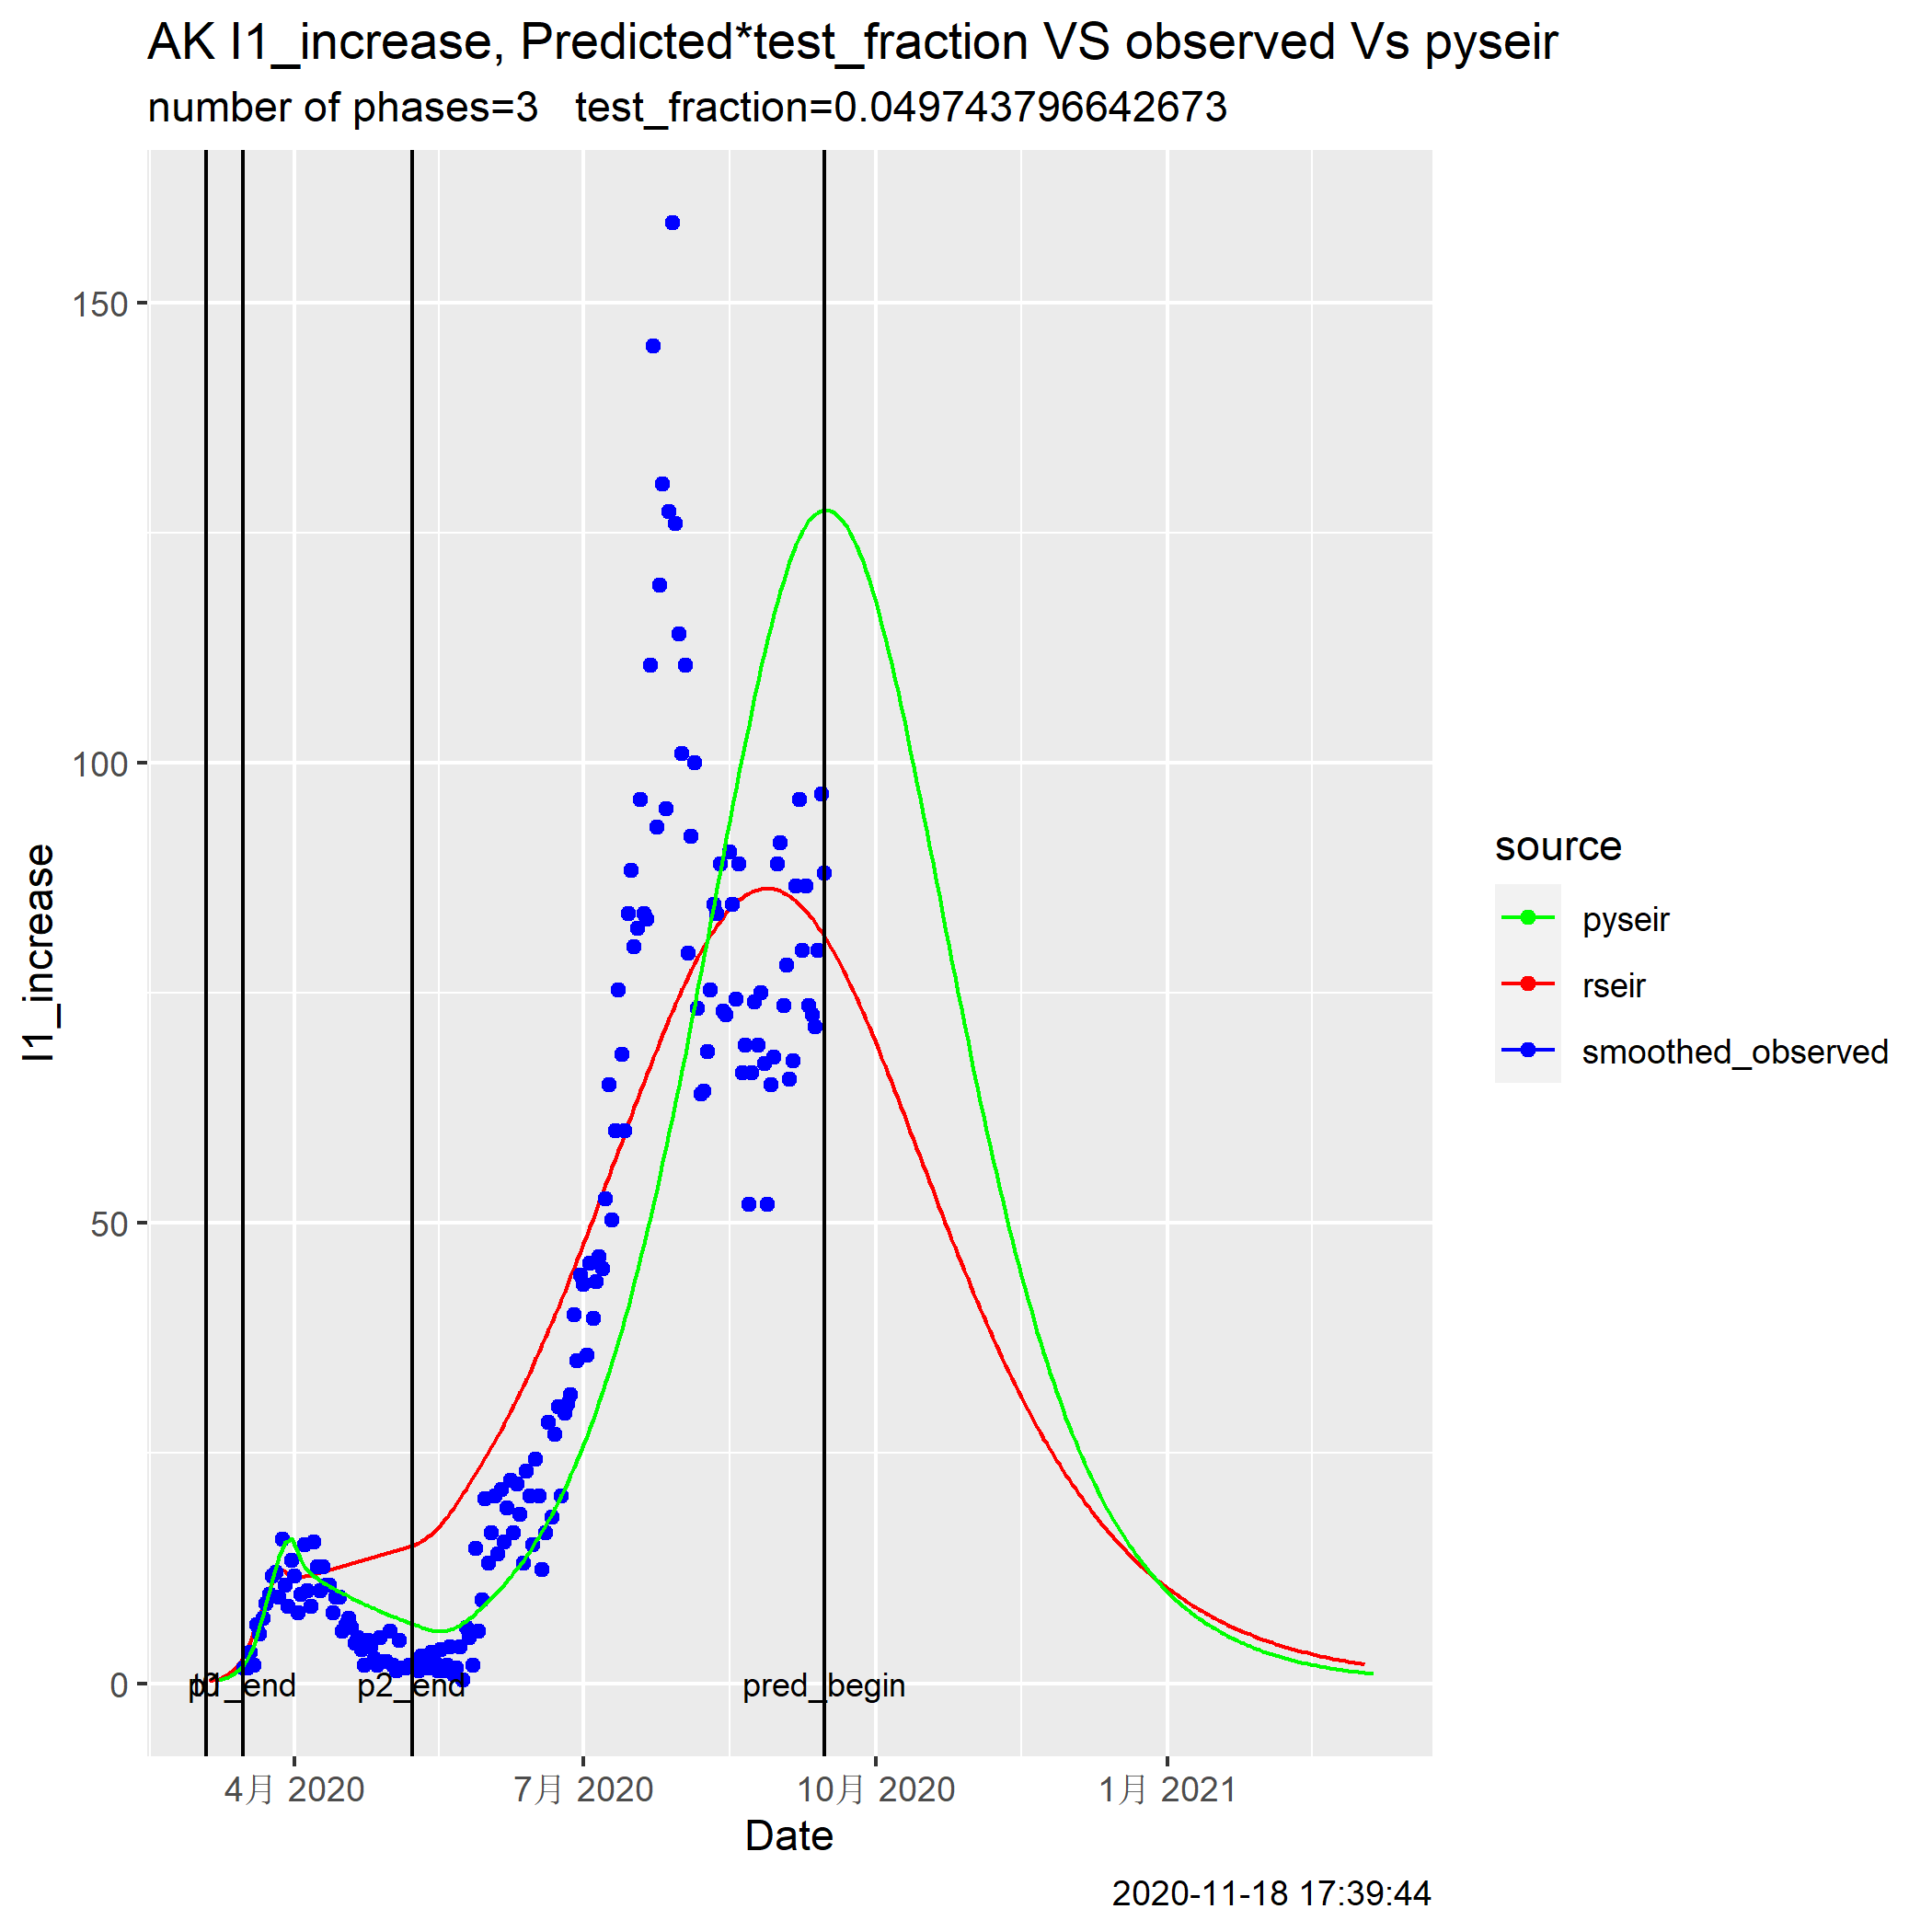 AK I1_increase, Predicted*test_fraction VS observed Vs pyseir
number of phases=3 test_fraction=0.049743796642673
150
100
50
0
I1_increase
p1_end
p2_end
pred_begin
4月 2020
7月 2020
10月 2020
1月 2021
Date
source
pyseir
rseir
smoothed_observed
2020-11-18 17:39:44